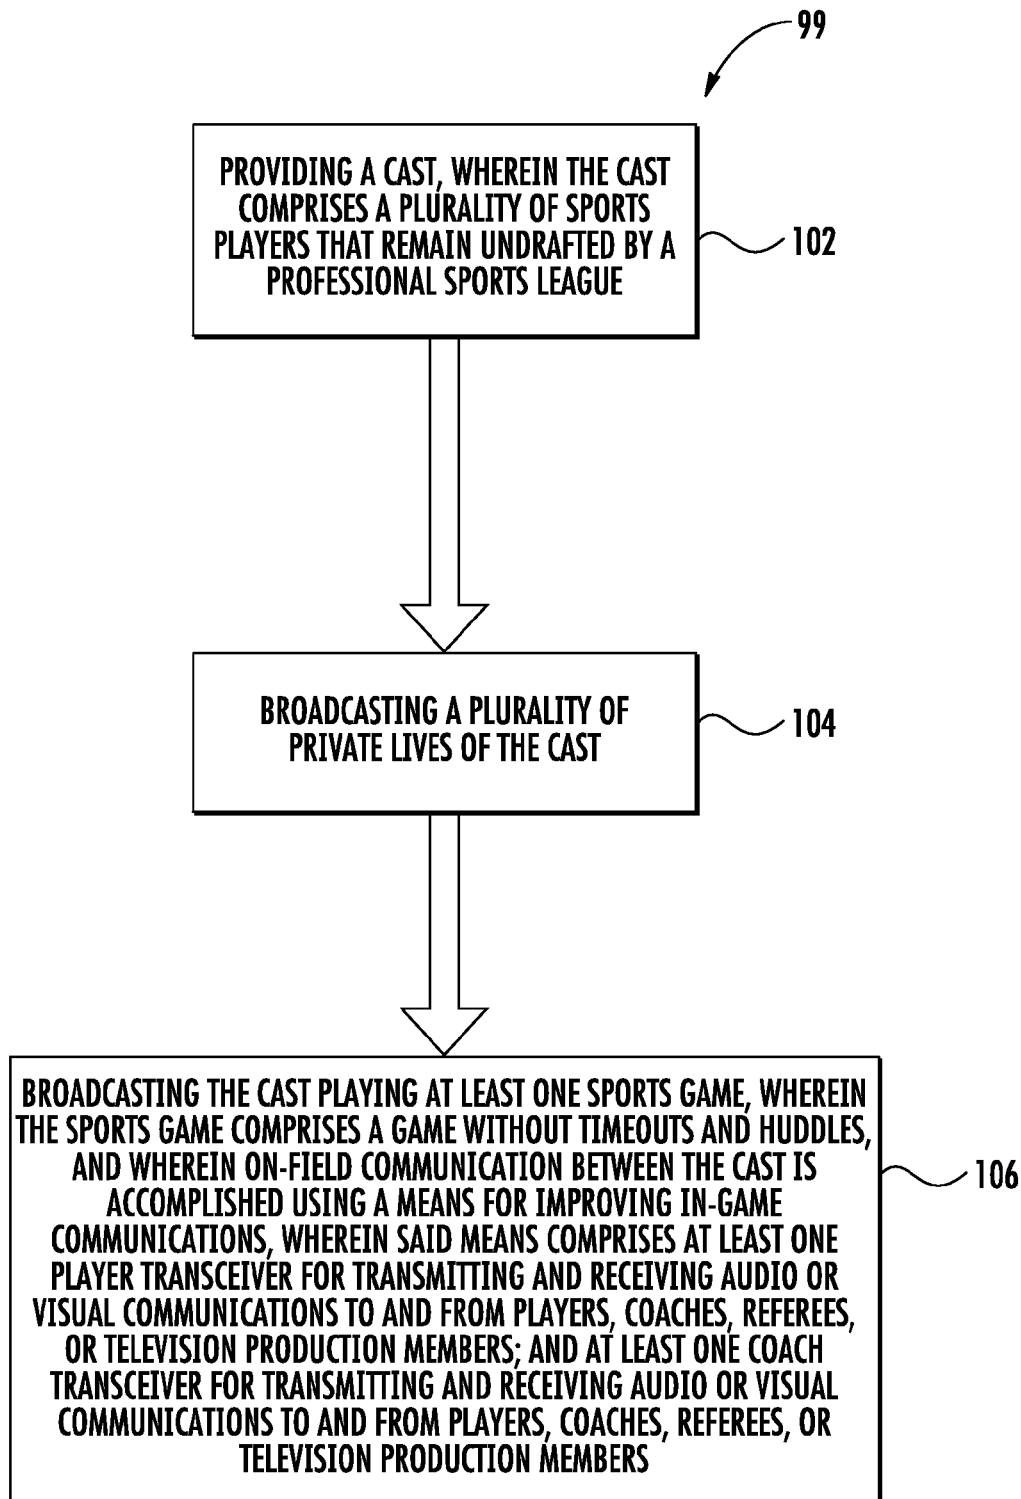 99
PROVIDING A CAST, WHEREIN THE CAST
COMPRISES A PLURALITY OF SPORTS
PLAYERS THAT REMAIN UNDRAFTED BY A
PROFESSIONAL SPORTS LEAGUE
102
BROADCASTING A PLURALITY OF
PRIVATE LIVES OF THE CAST
104
BROADCASTING THE CAST PLAYING AT LEAST ONE SPORTS GAME, WHEREIN
THE SPORTS GAME COMPRISES A GAME WITHOUT TIMEOUTS AND HUDDLES,
AND WHEREIN ON-FIELD COMMUNICATION BETWEEN THE CAST IS
ACCOMPLISHED USING A MEANS FOR IMPROVING IN-GAME
COMMUNICATIONS, WHEREIN SAID MEANS COMPRISES AT LEAST ONE
PLAYER TRANSCEIVER FOR TRANSMITTING AND RECEIVING AUDIO OR
VISUAL COMMUNICATIONS TO AND FROM PLAYERS, COACHES, REFEREES,
OR TELEVISION PRODUCTION MEMBERS; AND AT LEAST ONE COACH
TRANSCEIVER FOR TRANSMITTING AND RECEIVING AUDIO OR VISUAL
COMMUNICATIONS TO AND FROM PLAYERS, COACHES, REFEREES, OR
TELEVISION PRODUCTION MEMBERS
106